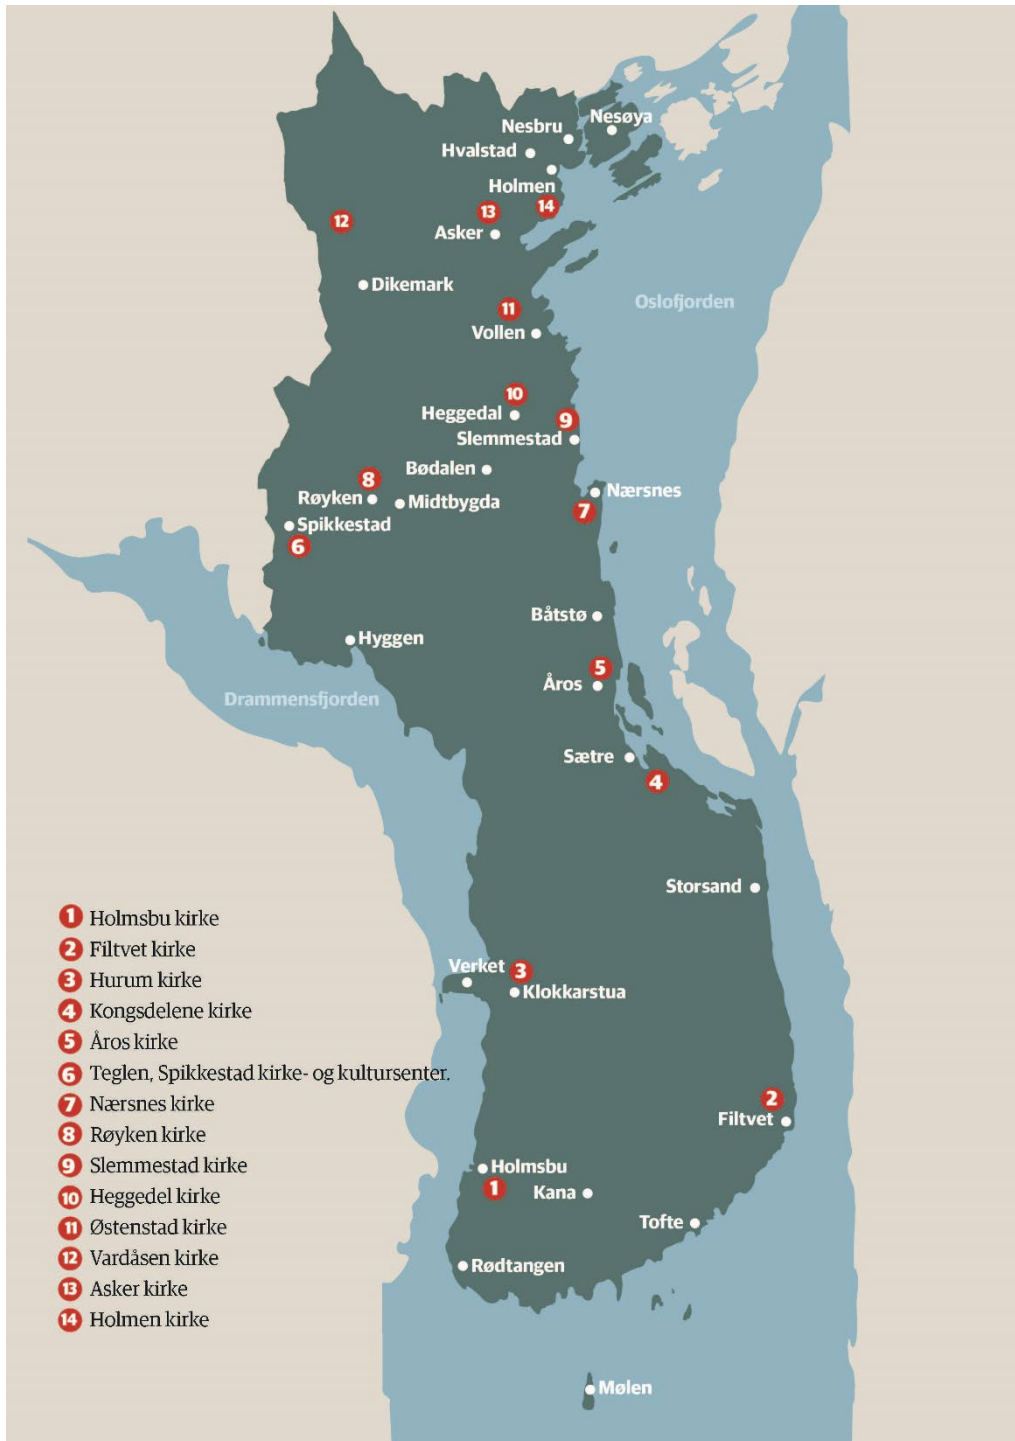 Nesøya
Nesbru
Hvalstad
Holmen
12
13
14
Asker
Dikemark
Oslofjorden
11
Vollen
10
Heggedal
9
Slemmestad
Bødalen
8
Røyken
Midtbygda
Nærsnes
7
Spikkestad
6
Båtstø
Hyggen
5
Åros
Drammensfjorden
Sætre
4
Storsand
Verket
3
Klokkarstua
2
Filtvet
Holmsbu
1
Kana
Tofte
Rødtangen
Mølen
1 Holmsbu kirke
2 Filtvet kirke
3 Hurum kirke
4 Kongsdelene kirke
5 Åros kirke
6 Teglen, Spikkestad kirke- og kultursenter.
7 Nærsnes kirke
8 Røyken kirke
9 Slemmestad kirke
10 Heggedel kirke
11 Østenstad kirke
12 Vardåsen kirke
13 Asker kirke
14 Holmen kirke